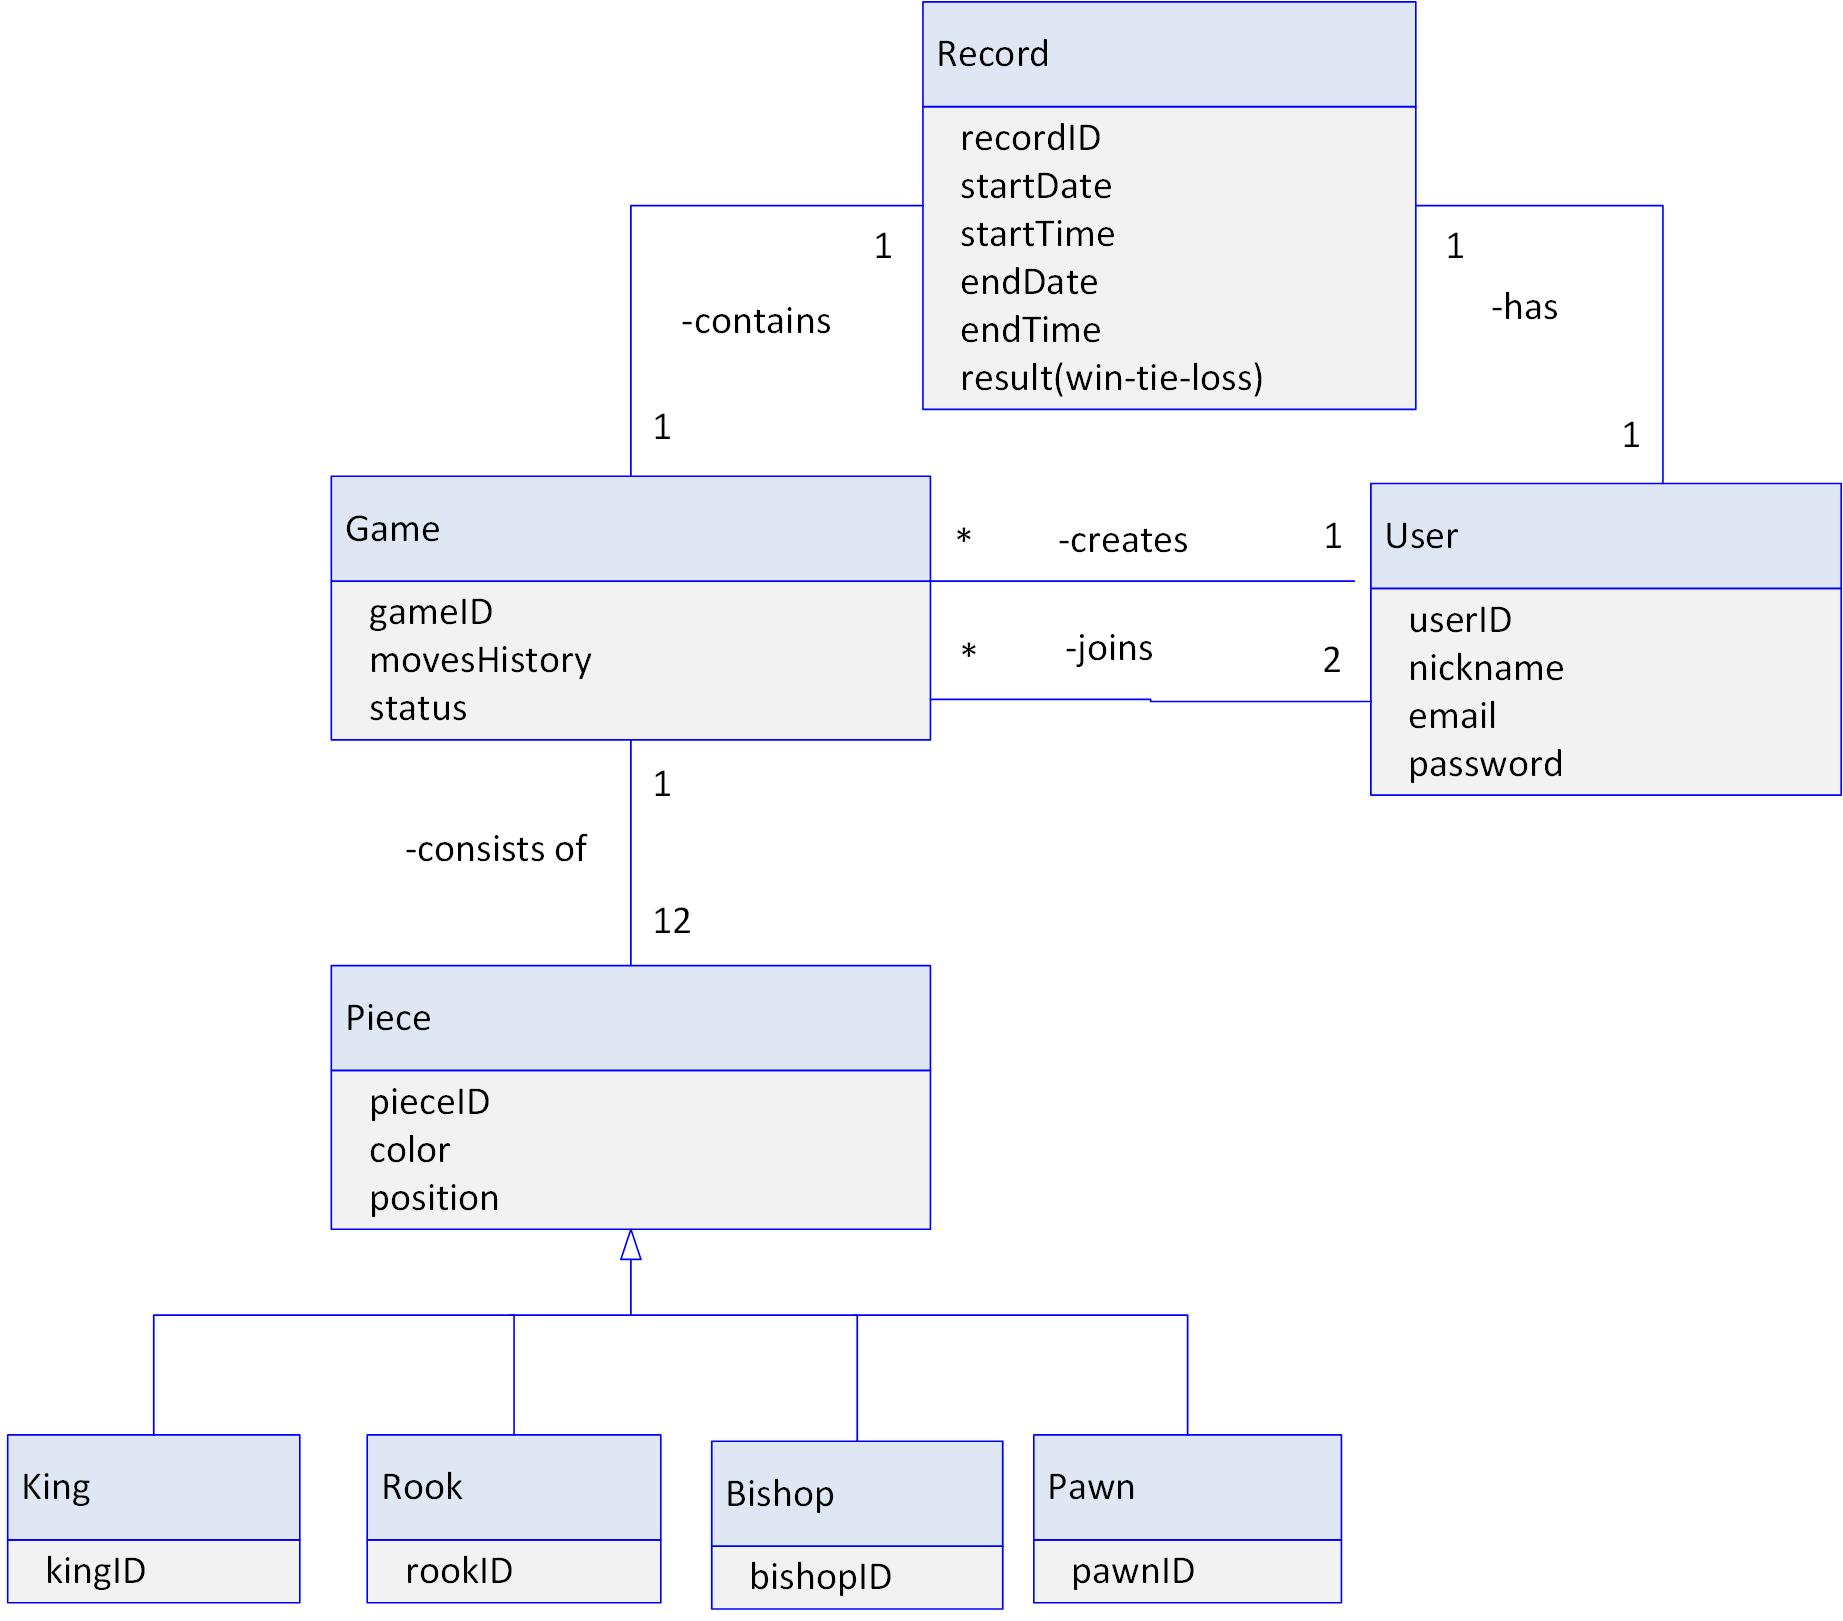 Record
recordID
startDate
startTime
endDate
endTime
result(win-tie-loss)
1
1
-contains
-has
1
1
Game
gameID
movesHistory
status
* -creates 1
* -joins 2
User
userID
nickname
email
password
1
-consists of
12
Piece
pieceID
color
position
King
kingID
Rook
rookID
Bishop
bishopID
Pawn
pawnID